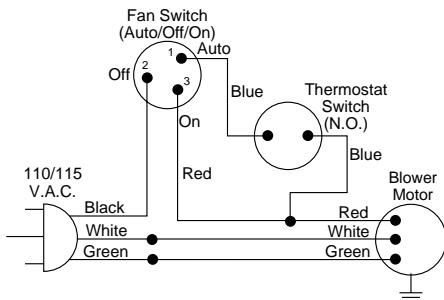 Fan Switch
(Auto/Off/On)
1
Auto
2
Off
3
On
Blue
Thermostat
Switch
(N.O.)
Blue
Red
110/115
V.A.C.
Blower
Motor
Black
Red
White
White
Green
Green